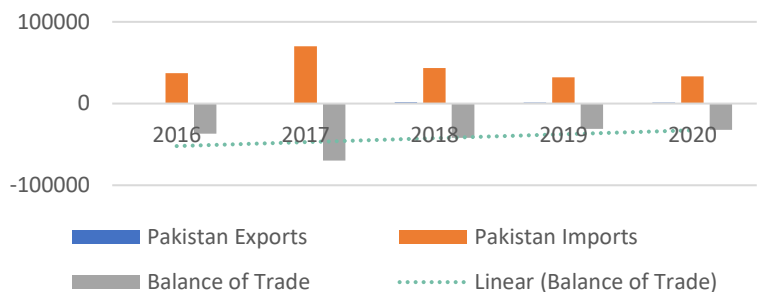 100000
0
-100000
2016 2017 2018 2019 2020
Pakistan Exports Pakistan Imports
Balance of Trade Linear (Balance of Trade)